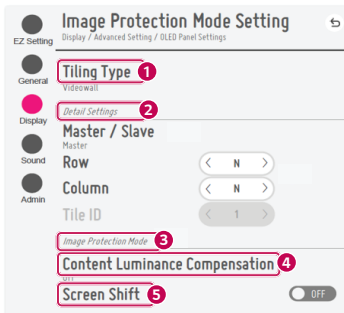 Image Protection Mode Setting
Display / Advanced Setting / OLED Panel Settings
EZ Setting
General
Display
Sound
Admin
Tiling Type 1
Videowall
Detail Settings 2
Master / Slave
Master
Row < N >
Column < N >
Tile ID < 1 >
Image Protection Mode 3
Content Luminance Compensation 4
Off
Screen Shift 5
OFF